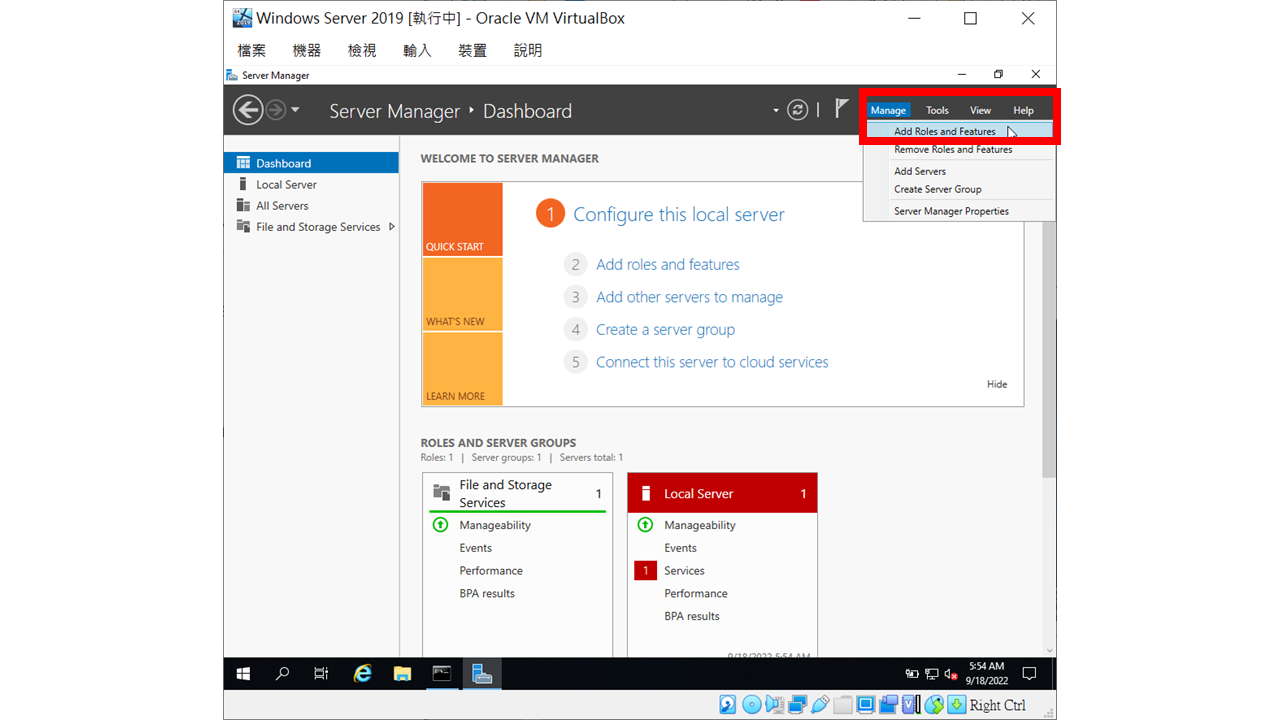 Windows Server 2019 [執行中] - Oracle VM VirtualBox
檔案 機器 檢視 輸入 裝置 說明
Server Manager
Server Manager ‣ Dashboard
Manage Tools View Help
Add Roles and Features
Remove Roles and Features
Add Servers
Create Server Group
Server Manager Properties
Dashboard
Local Server
All Servers
File and Storage Services
WELCOME TO SERVER MANAGER
QUICK START
WHAT'S NEW
LEARN MORE
1 Configure this local server
2 Add roles and features
3 Add other servers to manage
4 Create a server group
5 Connect this server to cloud services
Hide
ROLES AND SERVER GROUPS
Roles: 1 | Server groups: 1 | Servers total: 1
File and Storage
Services
1
Manageability
Events
Performance
BPA results
Local Server 1
Manageability
Events
1 Services
Performance
BPA results
9/18/2022 5:54 AM
5:54 AM
9/18/2022
Right Ctrl